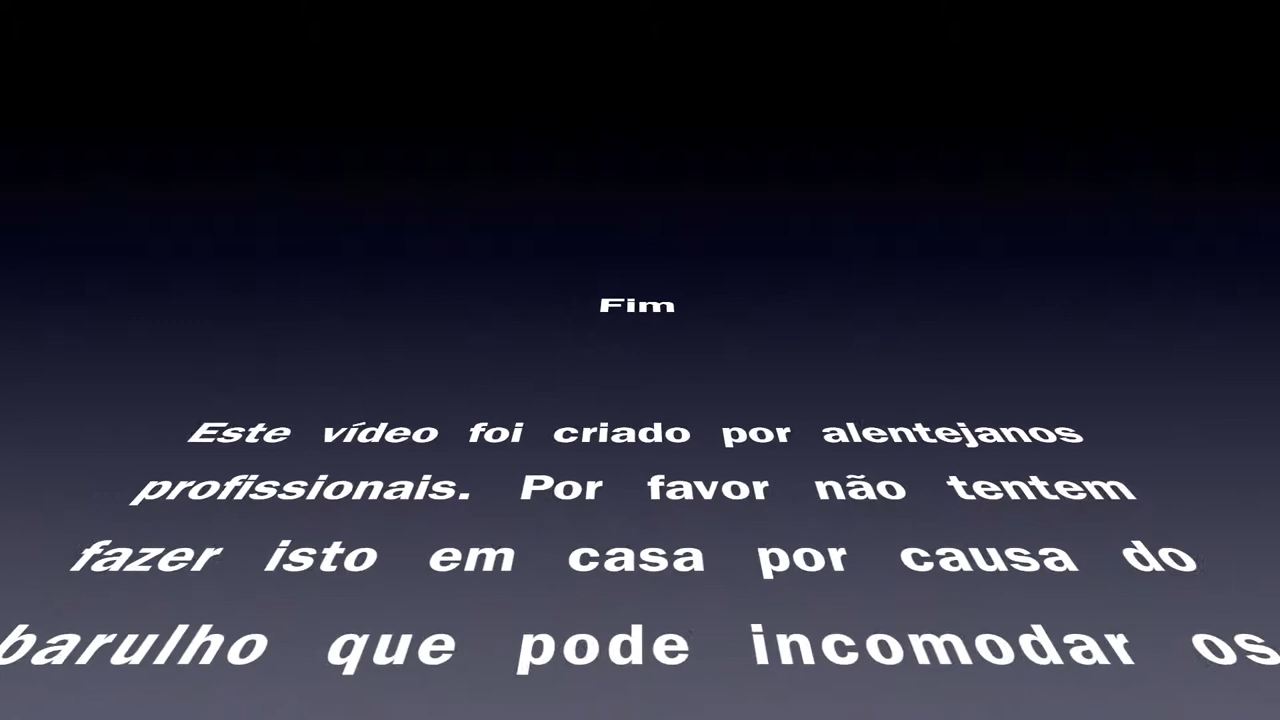 Fim
Este vídeo foi criado por alentejanos
profissionais. Por favor não tentem
fazer isto em casa por causa do
barulho que pode incomodar os